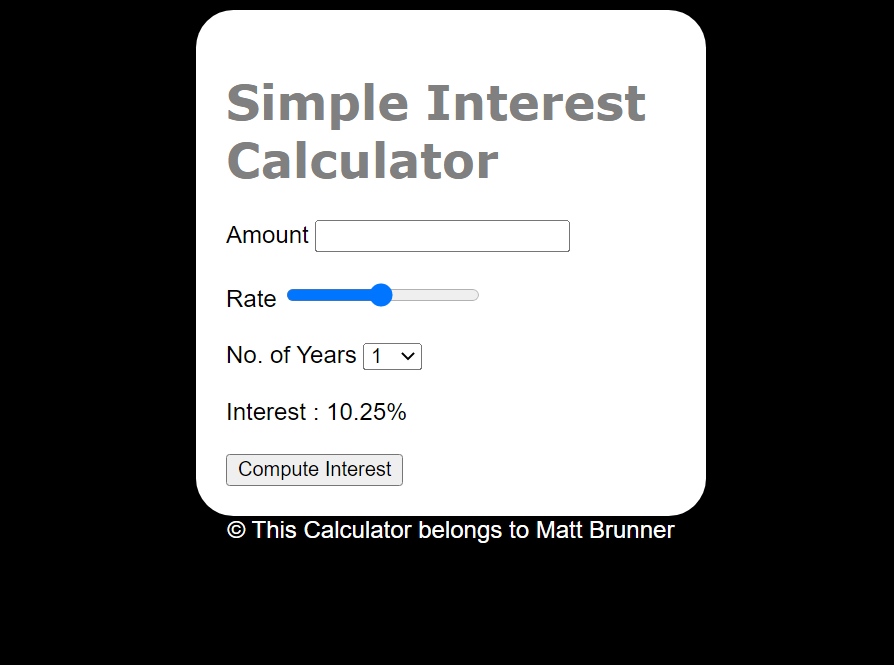 Simple Interest
Calculator
Amount
Rate
No. of Years 1
Interest : 10.25%
Compute Interest
© This Calculator belongs to Matt Brunner